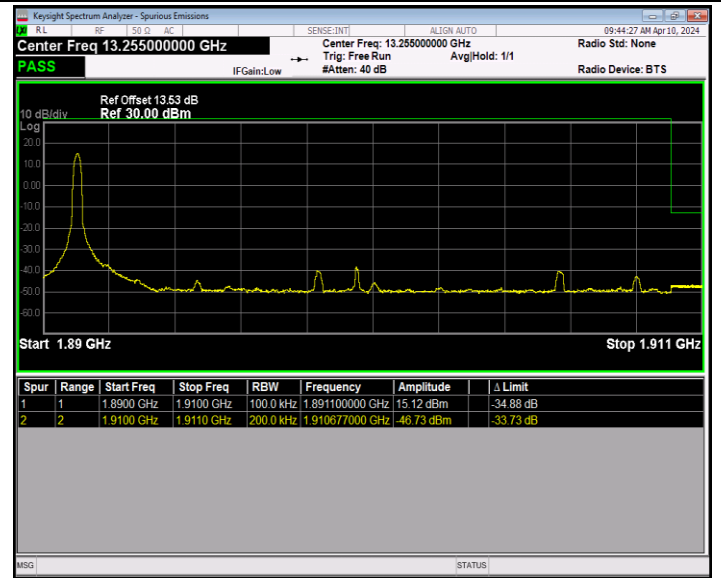 Keysight Spectrum Analyzer - Spurious Emissions
RL RF 50 Ω AC SENSE:INT ALIGN AUTO 09:44:27 AM Apr 10, 2024
Center Freq 13.255000000 GHz Center Freq: 13.255000000 GHz Radio Std: None
Trig: Free Run Avg|Hold: 1/1
PASS IFGain:Low #Atten: 40 dB Radio Device: BTS
Ref Offset 13.53 dB
10 dB/div Ref 30.00 dBm
Log
20.0
10.0
0.00
-10.0
-20.0
-30.0
-40.0
-50.0
-60.0
Start 1.89 GHz Stop 1.911 GHz
Spur Range Start Freq Stop Freq RBW Frequency Amplitude Δ Limit
1 1 1.8900 GHz 1.9100 GHz 100.0 kHz 1.891100000 GHz 15.12 dBm -34.88 dB
2 2 1.9100 GHz 1.9110 GHz 200.0 kHz 1.910677000 GHz -46.73 dBm -33.73 dB
MSG STATUS